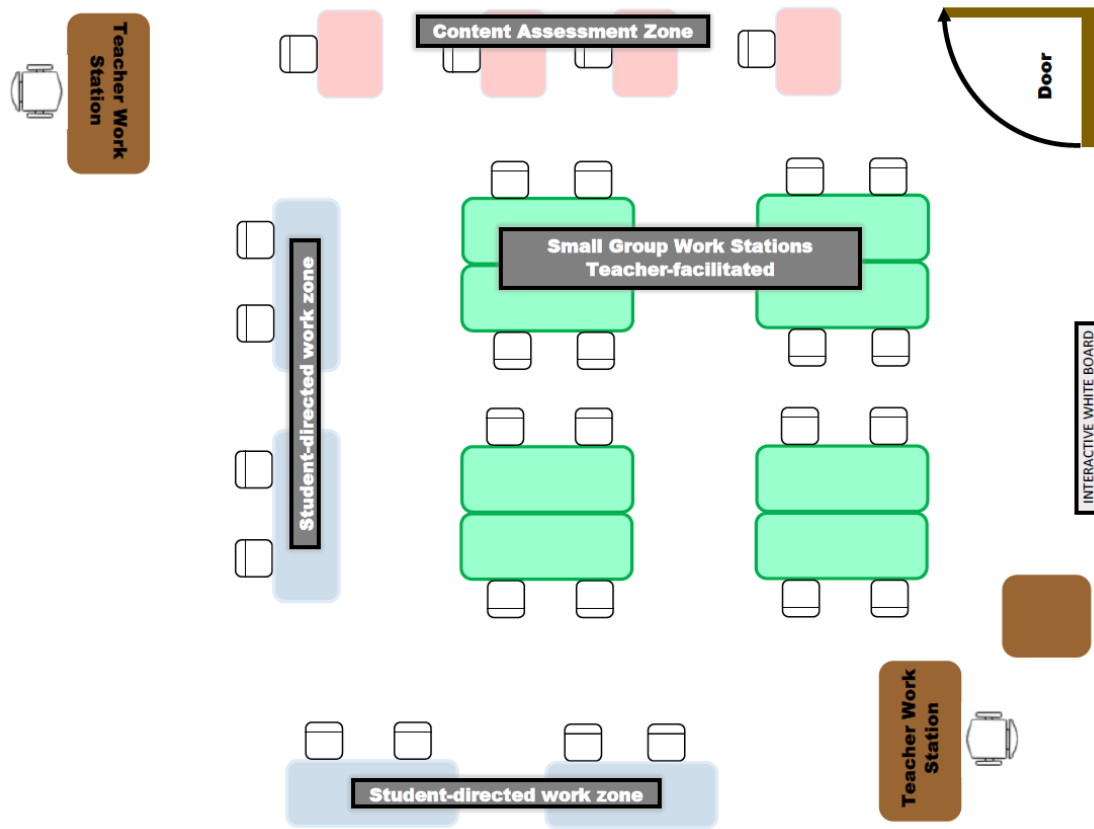 Teacher Work
Station
Content Assessment Zone
Door
Small Group Work Stations
Teacher-facilitated
Student-directed work zone
INTERACTIVE WHITE BOARD
Teacher Work
Station
Student-directed work zone